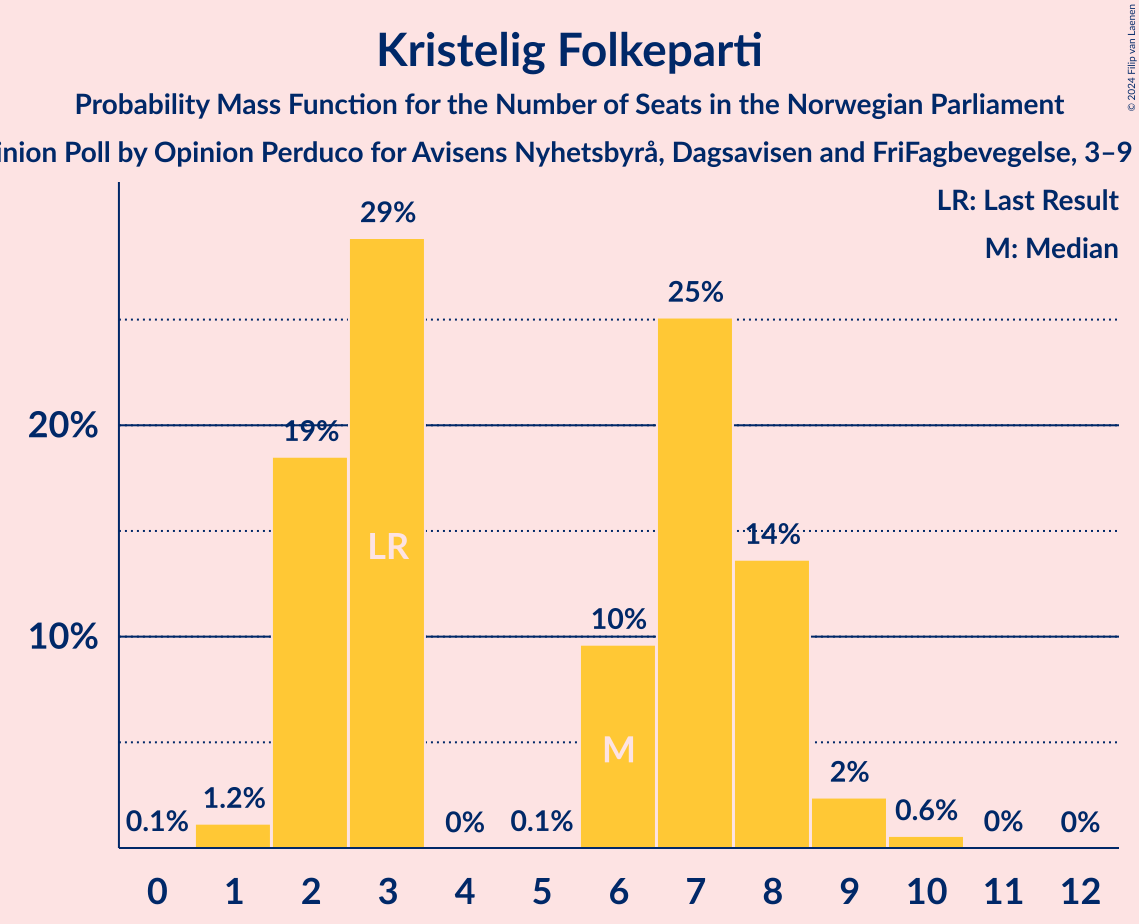 Kristelig Folkeparti
Probability Mass Function for the Number of Seats in the Norwegian Parliament
Poll by Opinion Perduco for Avisens Nyhetsbyrå, Dagsavisen and FriFagbevegelse, 3–9
© 2024 Filip van Laenen
LR: Last Result
M: Median
29%
25%
20%
19%
LR
14%
10%
10%
M
2%
1.2%
0.6%
0.1%
0%
0.1%
0%
0%
0 1 2 3 4 5 6 7 8 9 10 11 12